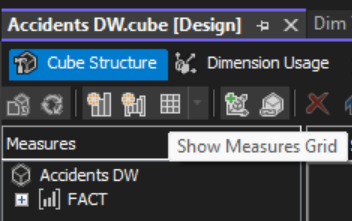 Accidents DW.cube [Design] Dim
Cube Structure Dimension Usage
Measures Show Measures Grid
Accidents DW
FACT